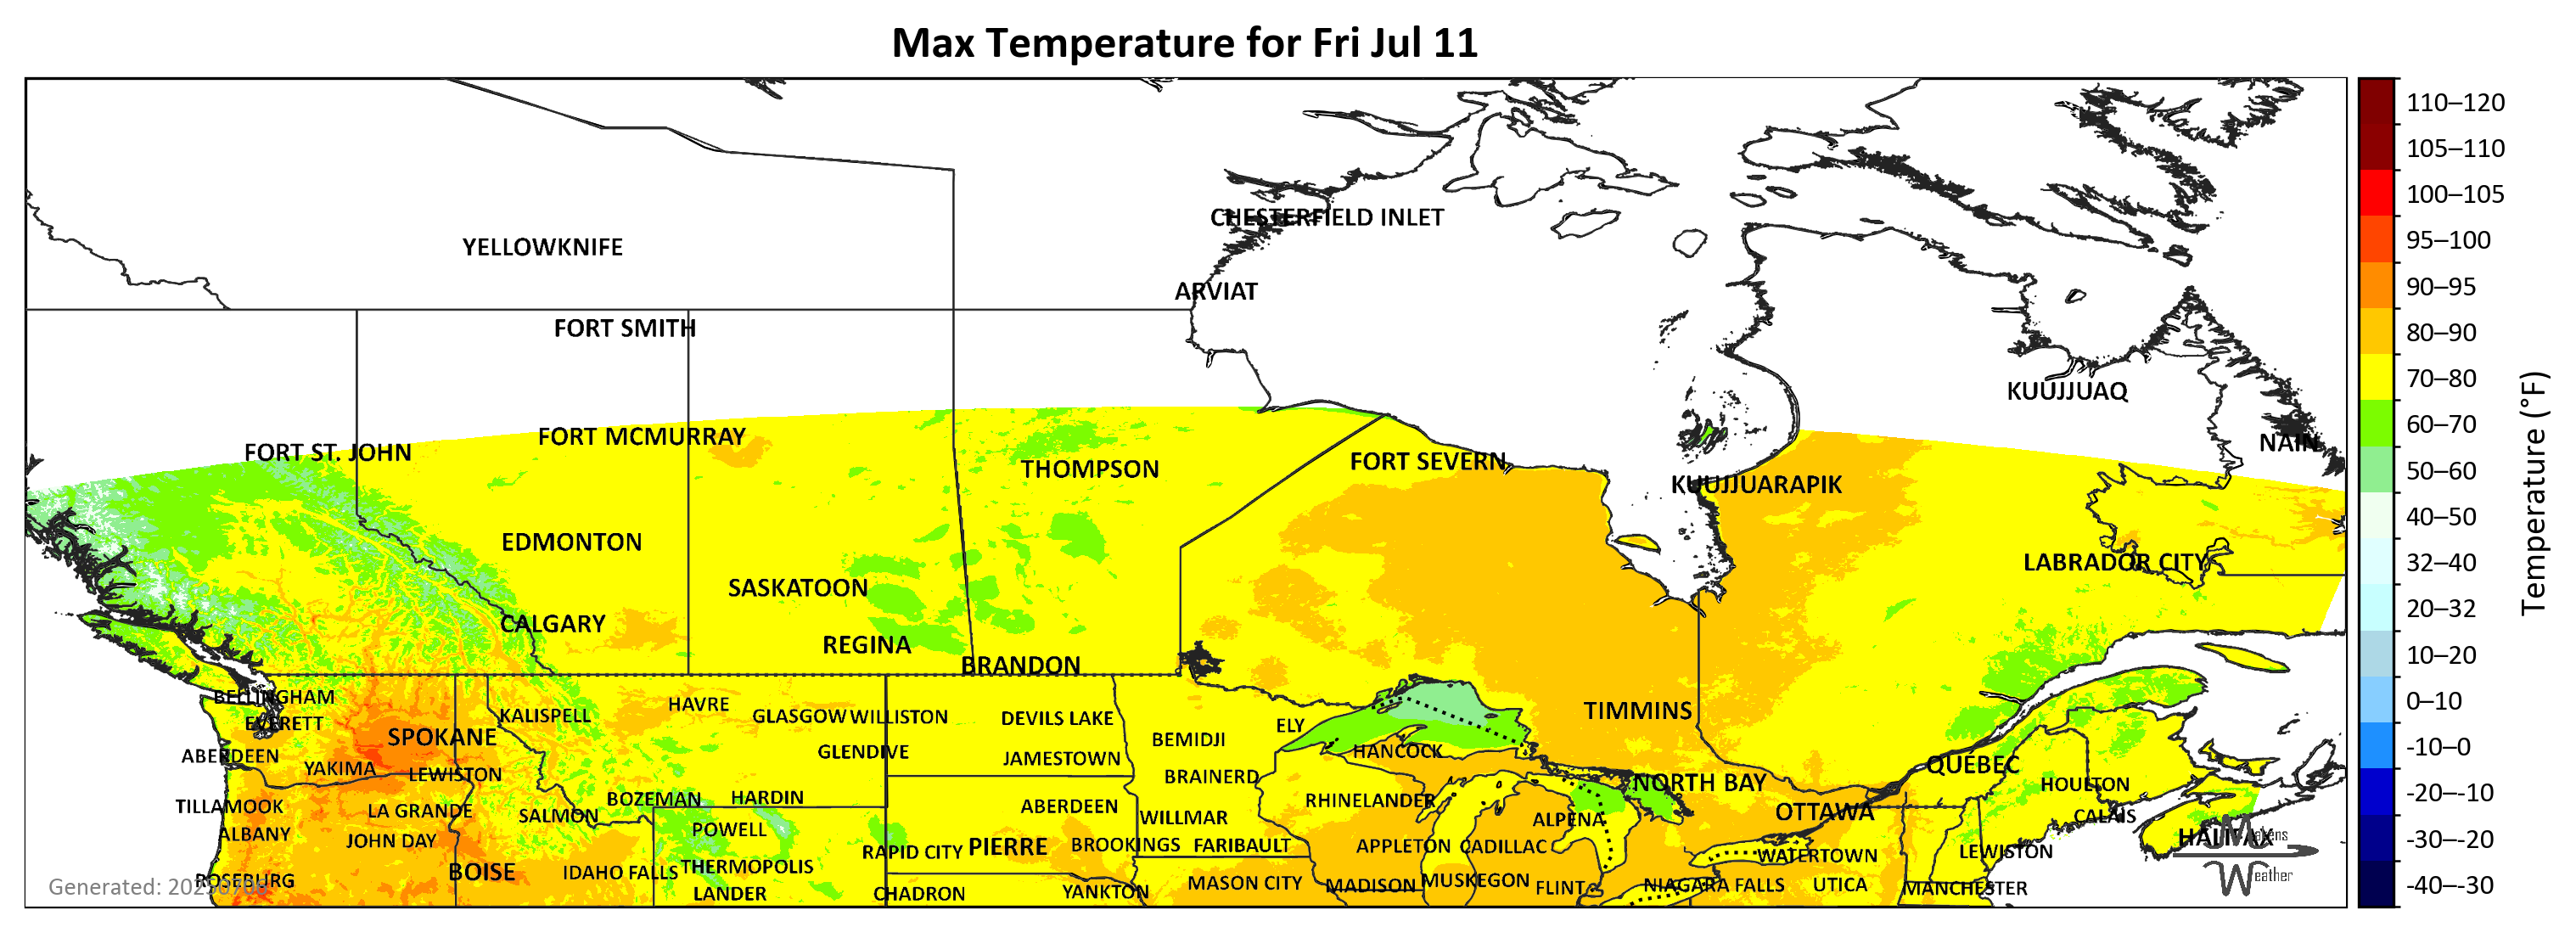 Max Temperature for Fri Jul 11
YELLOWKNIFE
CHESTERFIELD INLET
ARVIAT
FORT SMITH
KUUJJUAQ
FORT ST. JOHN
FORT MCMURRAY
NAIN
THOMPSON
FORT SEVERN
KUUJJUARAPIK
EDMONTON
LABRADOR CITY
SASKATOON
CALGARY
REGINA
BRANDON
BELLINGHAM
EVERETT
KALISPELL
HAVRE
GLASGOW
WILLISTON
DEVILS LAKE
ELY
TIMMINS
SPOKANE
BEMIDJI
ABERDEEN
GLENDIVE
JAMESTOWN
HANCOCK
QUÉBEC
YAKIMA
LEWISTON
BRAINERD
NORTH BAY
HOULTON
TILLAMOOK
LA GRANDE
SALMON
BOZEMAN
HARDIN
ABERDEEN
WILLMAR
RHINELANDER
ALPENA
OTTAWA
CALAIS
ALBANY
JOHN DAY
POWELL
RAPID CITY
PIERRE
BROOKINGS
FARIBAULT
APPLETON
CADILLAC
WATERTOWN
LEWISTON
HALIFAX
ROSEBURG
BOISE
IDAHO FALLS
THERMOPOLIS
LANDER
CHADRON
YANKTON
MASON CITY
MADISON
MUSKEGON
FLINT
NIAGARA FALLS
UTICA
MANCHESTER
Makens
Weather
110–120
105–110
100–105
95–100
90–95
80–90
70–80
60–70
50–60
40–50
32–40
20–32
10–20
0–10
-10–0
-20–-10
-30–-20
-40–-30
Temperature (°F)
Generated: